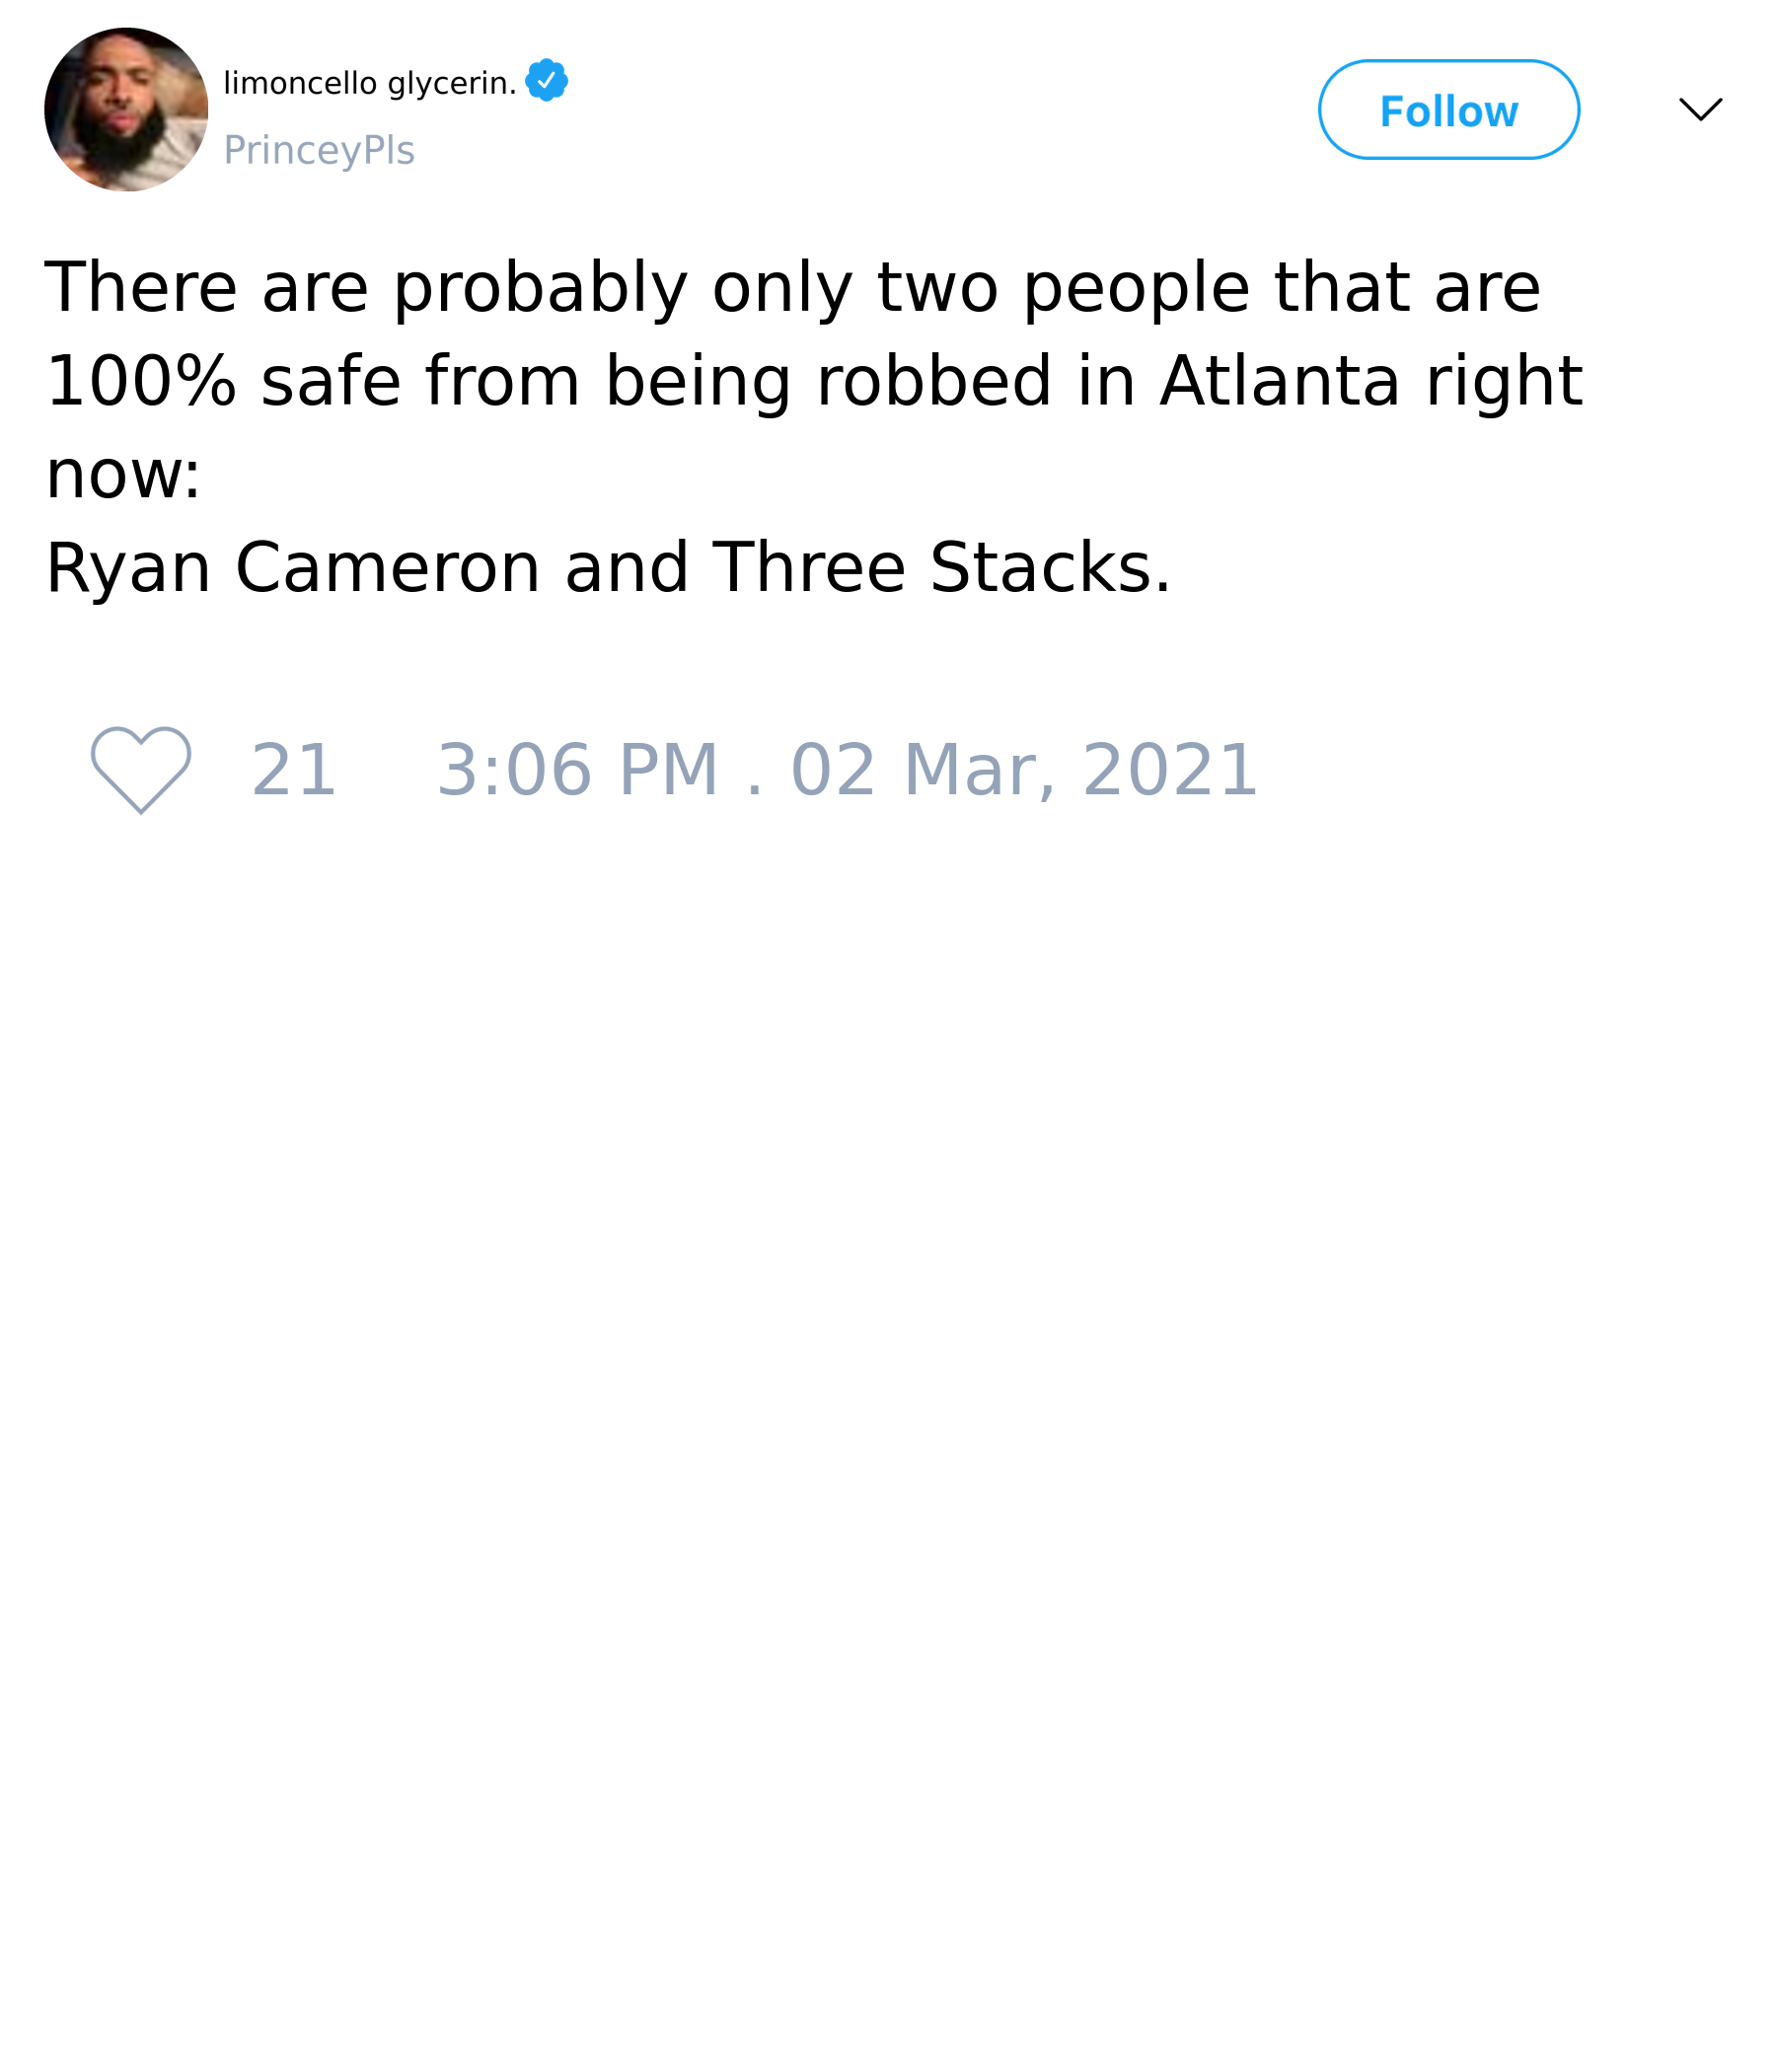 limoncello glycerin.
PrinceyPls
Follow
There are probably only two people that are
100% safe from being robbed in Atlanta right
now:
Ryan Cameron and Three Stacks.
21 3:06 PM . 02 Mar, 2021